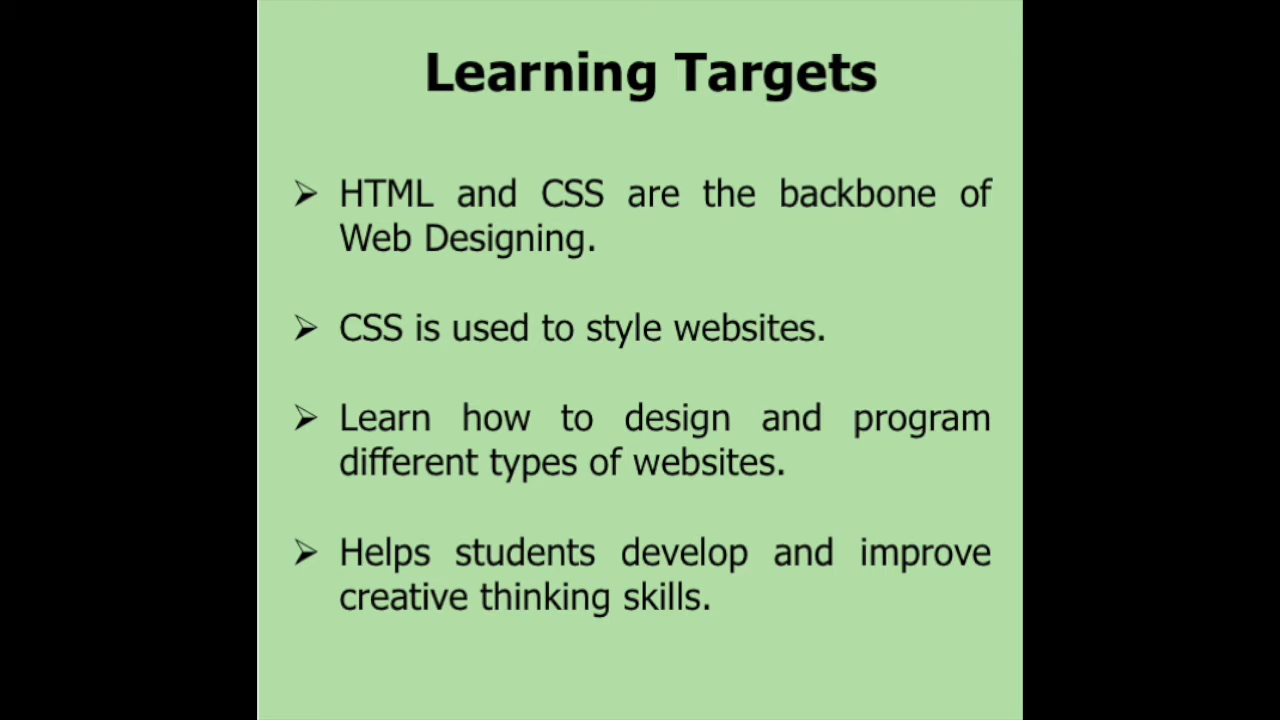 Learning Targets
➢ HTML and CSS are the backbone of
Web Designing.
➢ CSS is used to style websites.
➢ Learn how to design and program
different types of websites.
➢ Helps students develop and improve
creative thinking skills.